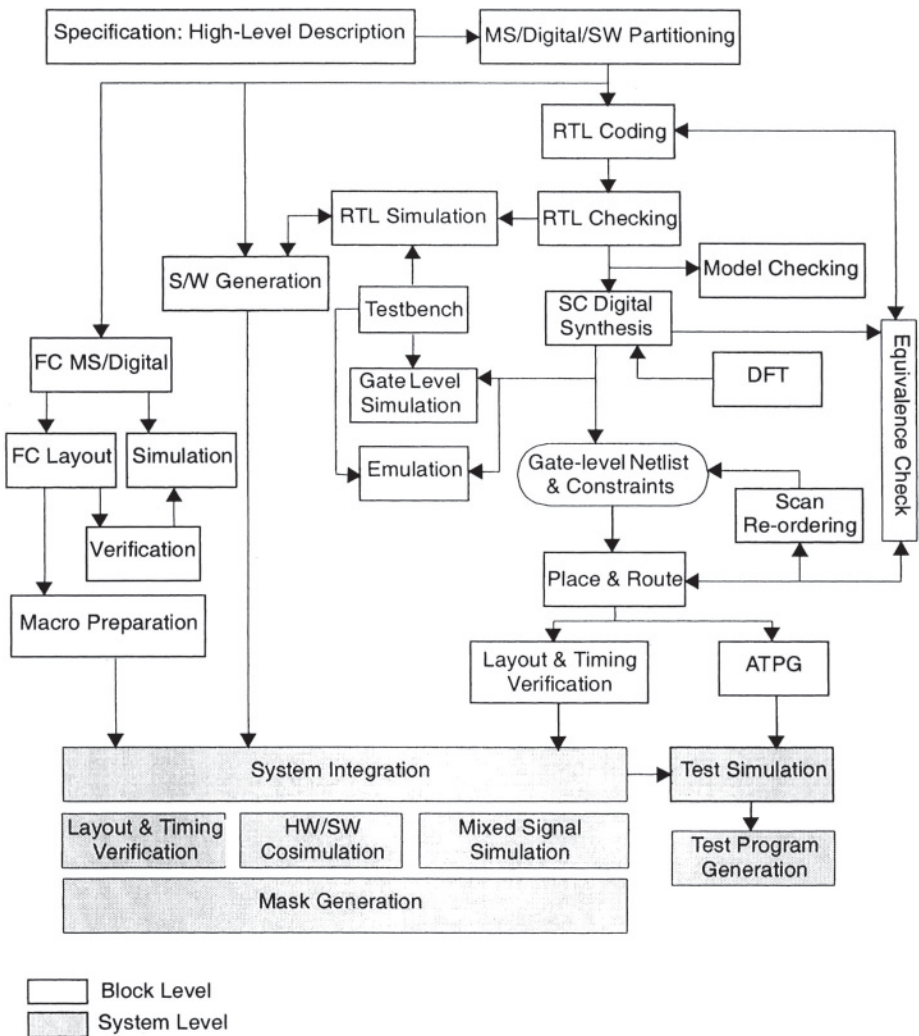 Specification: High-Level Description
MS/Digital/SW Partitioning
RTL Coding
RTL Simulation
RTL Checking
S/W Generation
Model Checking
Testbench
SC Digital
Synthesis
Equivalence Check
FC MS/Digital
Gate Level
Simulation
DFT
FC Layout
Simulation
Emulation
Gate-level Netlist
& Constraints
Scan
Re-ordering
Verification
Place & Route
Macro Preparation
Layout & Timing
Verification
ATPG
System Integration
Test Simulation
Layout & Timing
Verification
HW/SW
Cosimulation
Mixed Signal
Simulation
Test Program
Generation
Mask Generation
Block Level
System Level